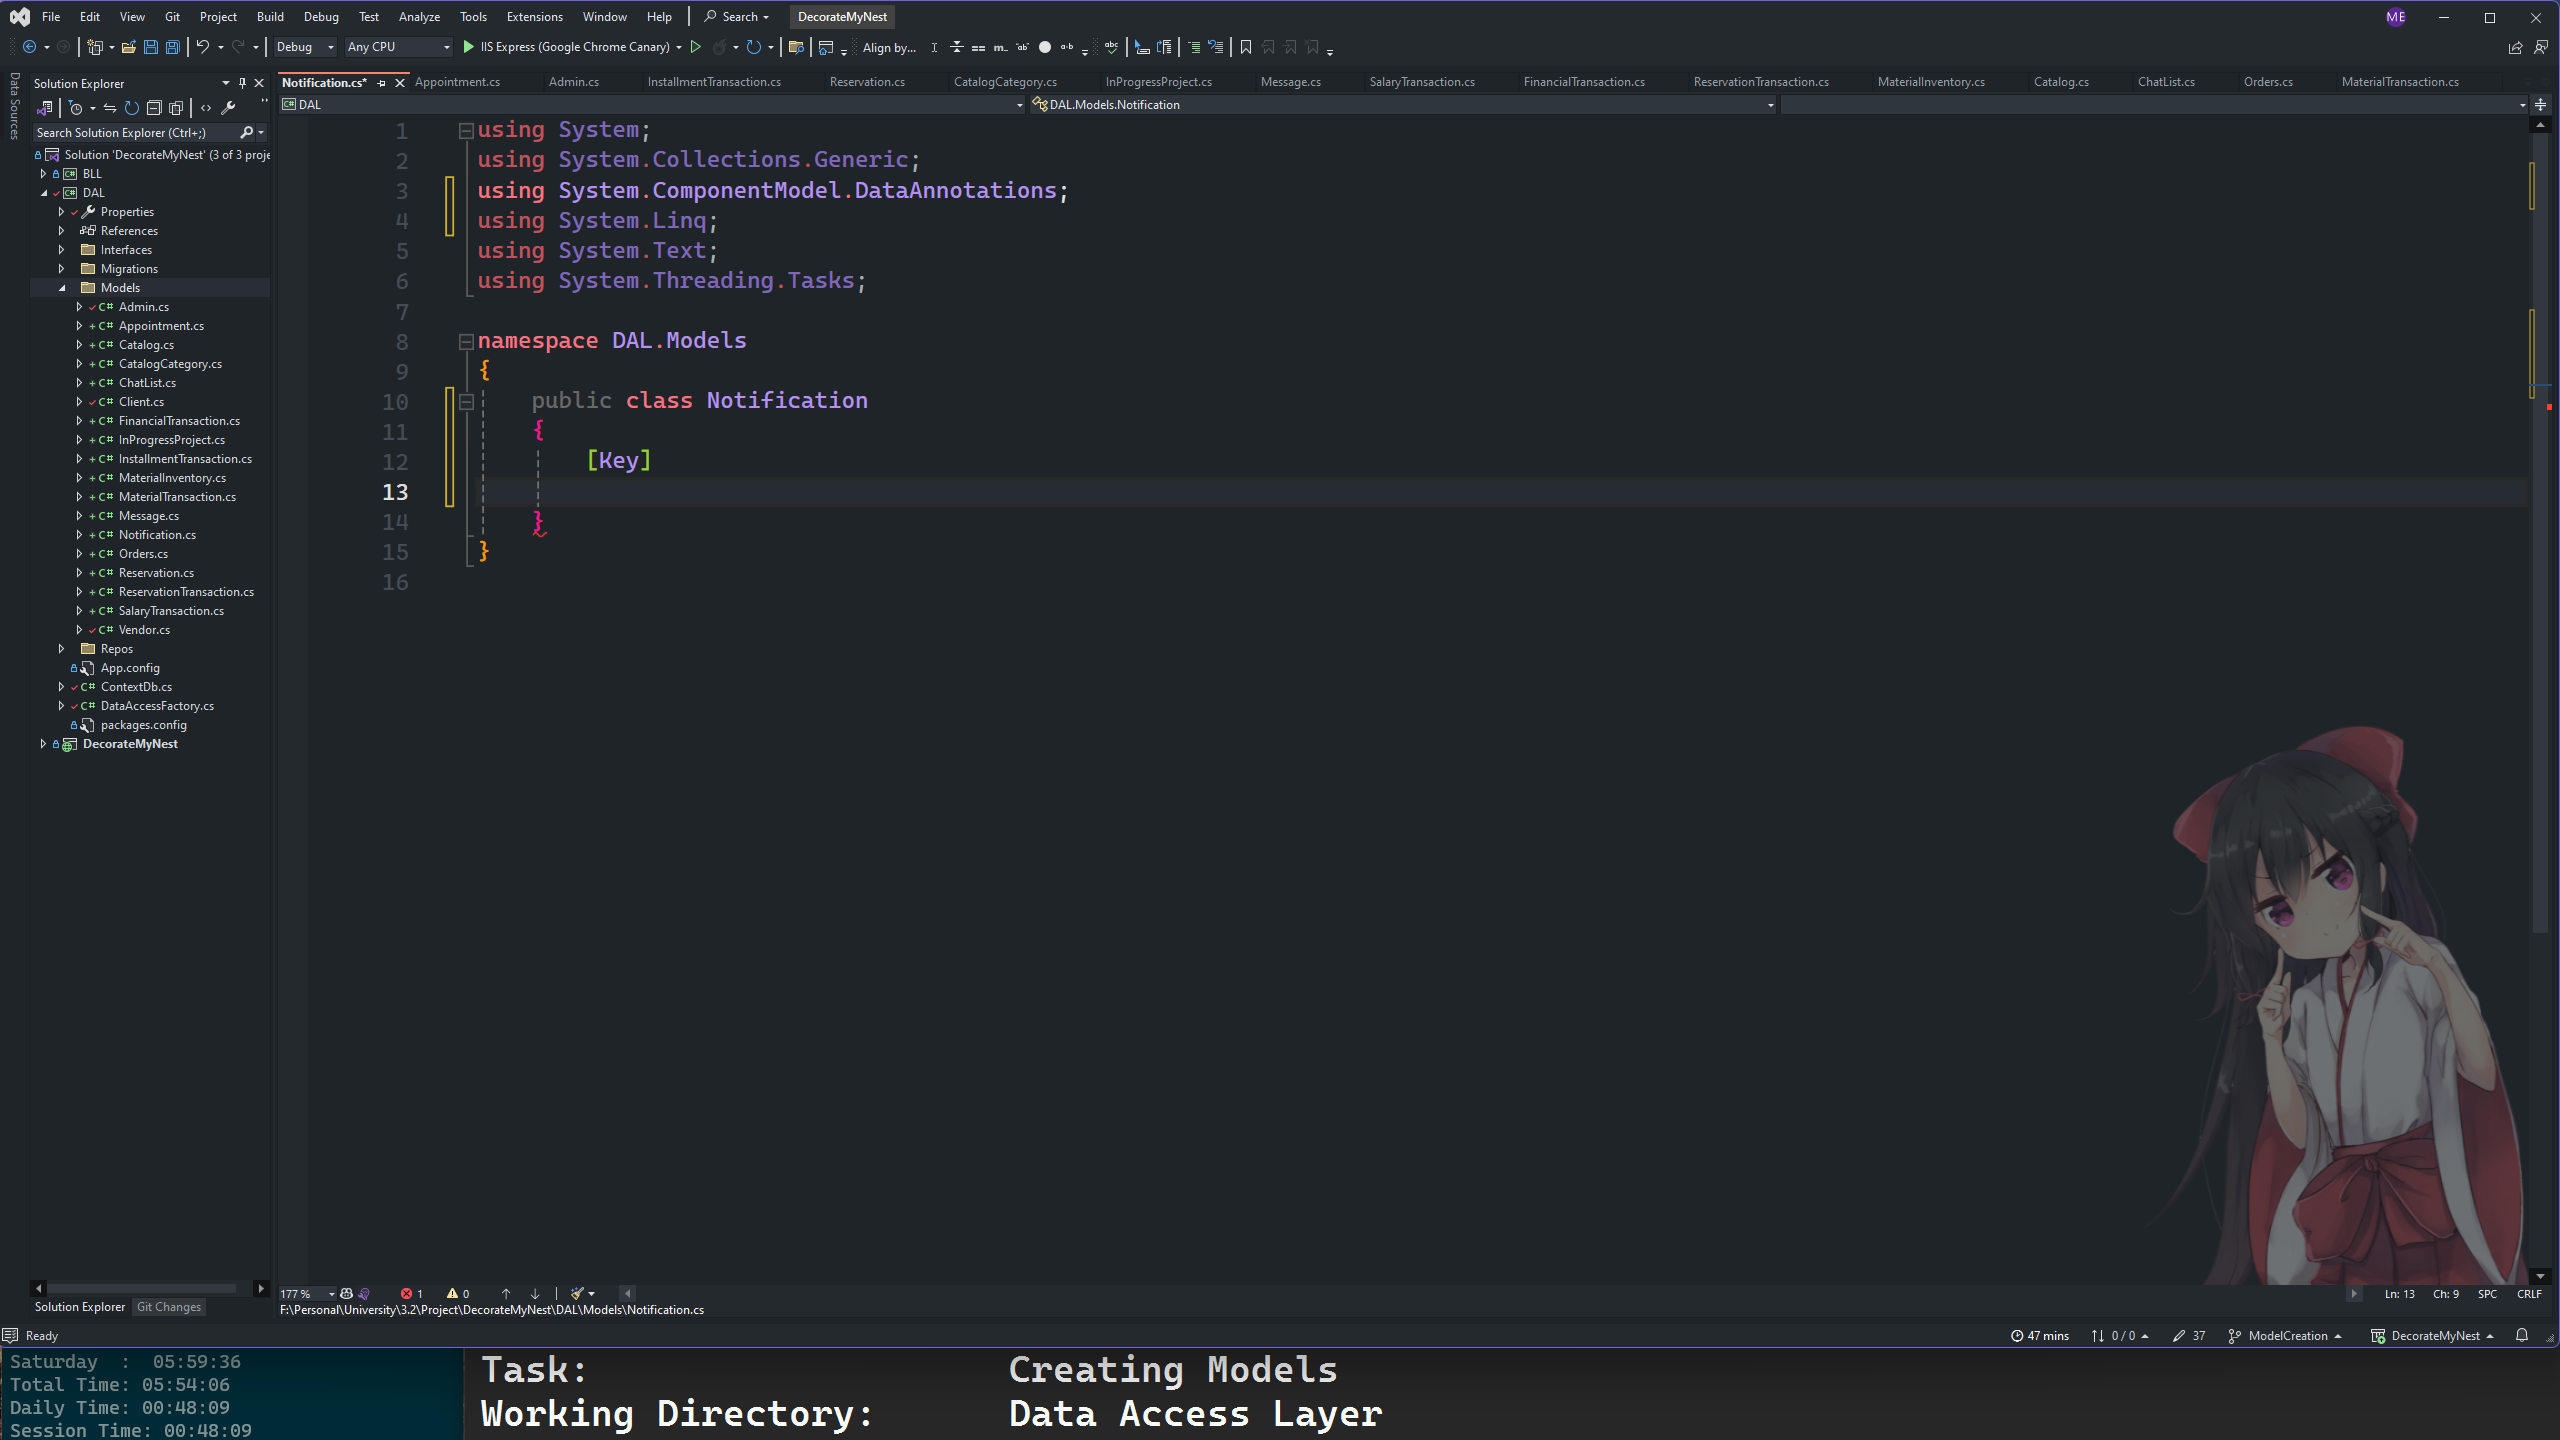 File Edit View Git Project Build Debug Test Analyze Tools Extensions Window Help Search DecorateMyNest ME
Debug Any CPU IIS Express (Google Chrome Canary) Align by...
Data Sources
Solution Explorer
Search Solution Explorer (Ctrl+;)
Solution 'DecorateMyNest' (3 of 3 proje
BLL
DAL
Properties
References
Interfaces
Migrations
Models
C# Admin.cs
C# Appointment.cs
C# Catalog.cs
C# CatalogCategory.cs
C# ChatList.cs
C# Client.cs
C# FinancialTransaction.cs
C# InProgressProject.cs
C# InstallmentTransaction.cs
C# MaterialInventory.cs
C# MaterialTransaction.cs
C# Message.cs
C# Notification.cs
C# Orders.cs
C# Reservation.cs
C# ReservationTransaction.cs
C# SalaryTransaction.cs
C# Vendor.cs
Repos
App.config
C# ContextDb.cs
C# DataAccessFactory.cs
packages.config
DecorateMyNest
Solution Explorer Git Changes
Notification.cs* Appointment.cs Admin.cs InstallmentTransaction.cs Reservation.cs CatalogCategory.cs InProgressProject.cs Message.cs SalaryTransaction.cs FinancialTransaction.cs ReservationTransaction.cs MaterialInventory.cs Catalog.cs ChatList.cs Orders.cs MaterialTransaction.cs
DAL DAL.Models.Notification
1 using System;
2 using System.Collections.Generic;
3 using System.ComponentModel.DataAnnotations;
4 using System.Linq;
5 using System.Text;
6 using System.Threading.Tasks;
7
8 namespace DAL.Models
9 {
10 public class Notification
11 {
12 [Key]
13
14 }
15 }
16
177 % 1 0 Ln: 13 Ch: 9 SPC CRLF
F:\Personal\University\3.2\Project\DecorateMyNest\DAL\Models\Notification.cs
Ready 47 mins 0 / 0 37 ModelCreation DecorateMyNest
Saturday : 05:59:36
Total Time: 05:54:06
Daily Time: 00:48:09
Session Time: 00:48:09
Task: Creating Models
Working Directory: Data Access Layer